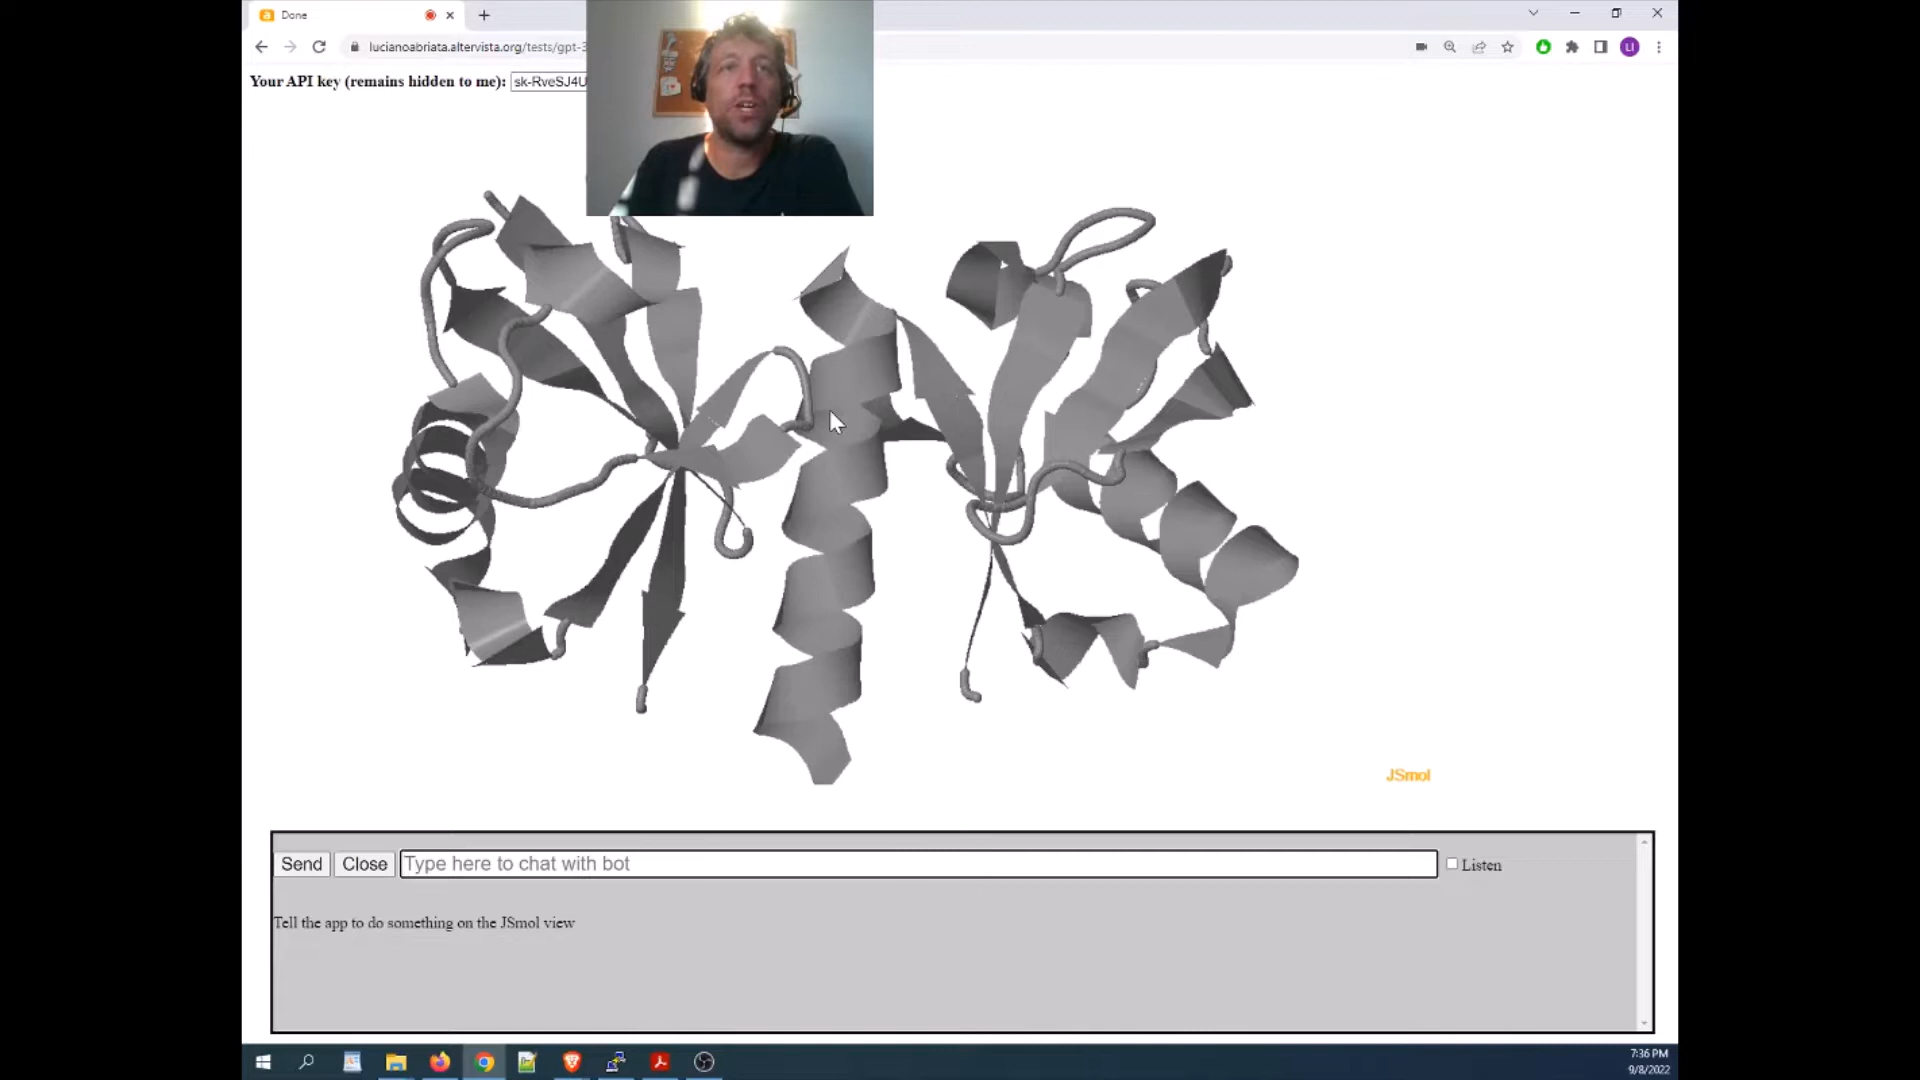 Done
lucianoabriata.altervista.org/tests/gpt-3
LI
Your API key (remains hidden to me): sk-RveSJ4U
JSmol
Send Close Type here to chat with bot Listen
Tell the app to do something on the JSmol view
7:36 PM
9/8/2022